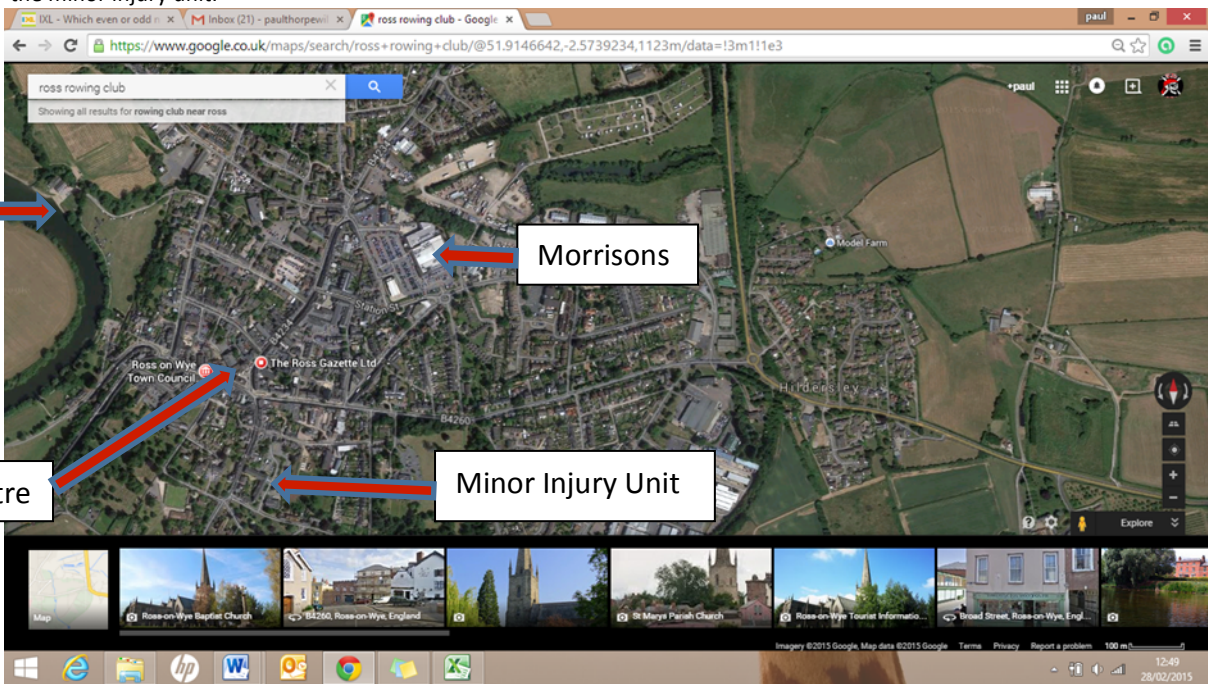 the minor injury unit.
IXL - Which even or odd n
Inbox (21) - paulthorpewil
ross rowing club - Google
paul
https://www.google.co.uk/maps/search/ross+rowing+club/@51.9146642,-2.5739234,1123m/data=!3m1!1e3
ross rowing club
Showing all results for rowing club near ross
+paul
Model Farm
Morrisons
Station St
B4234
Ross on Wye
Town Council
The Ross Gazette Ltd
Hildersley
B4260
tre
Minor Injury Unit
Explore
Map
Ross-on-Wye Baptist Church
B4260, Ross-on-Wye, England
St Marys Parish Church
Ross-on-Wye Tourist Informatio...
Broad Street, Ross-on-Wye, Engl...
Imagery ©2015 Google, Map data ©2015 Google Terms Privacy Report a problem 100 m
12:49
28/02/2015